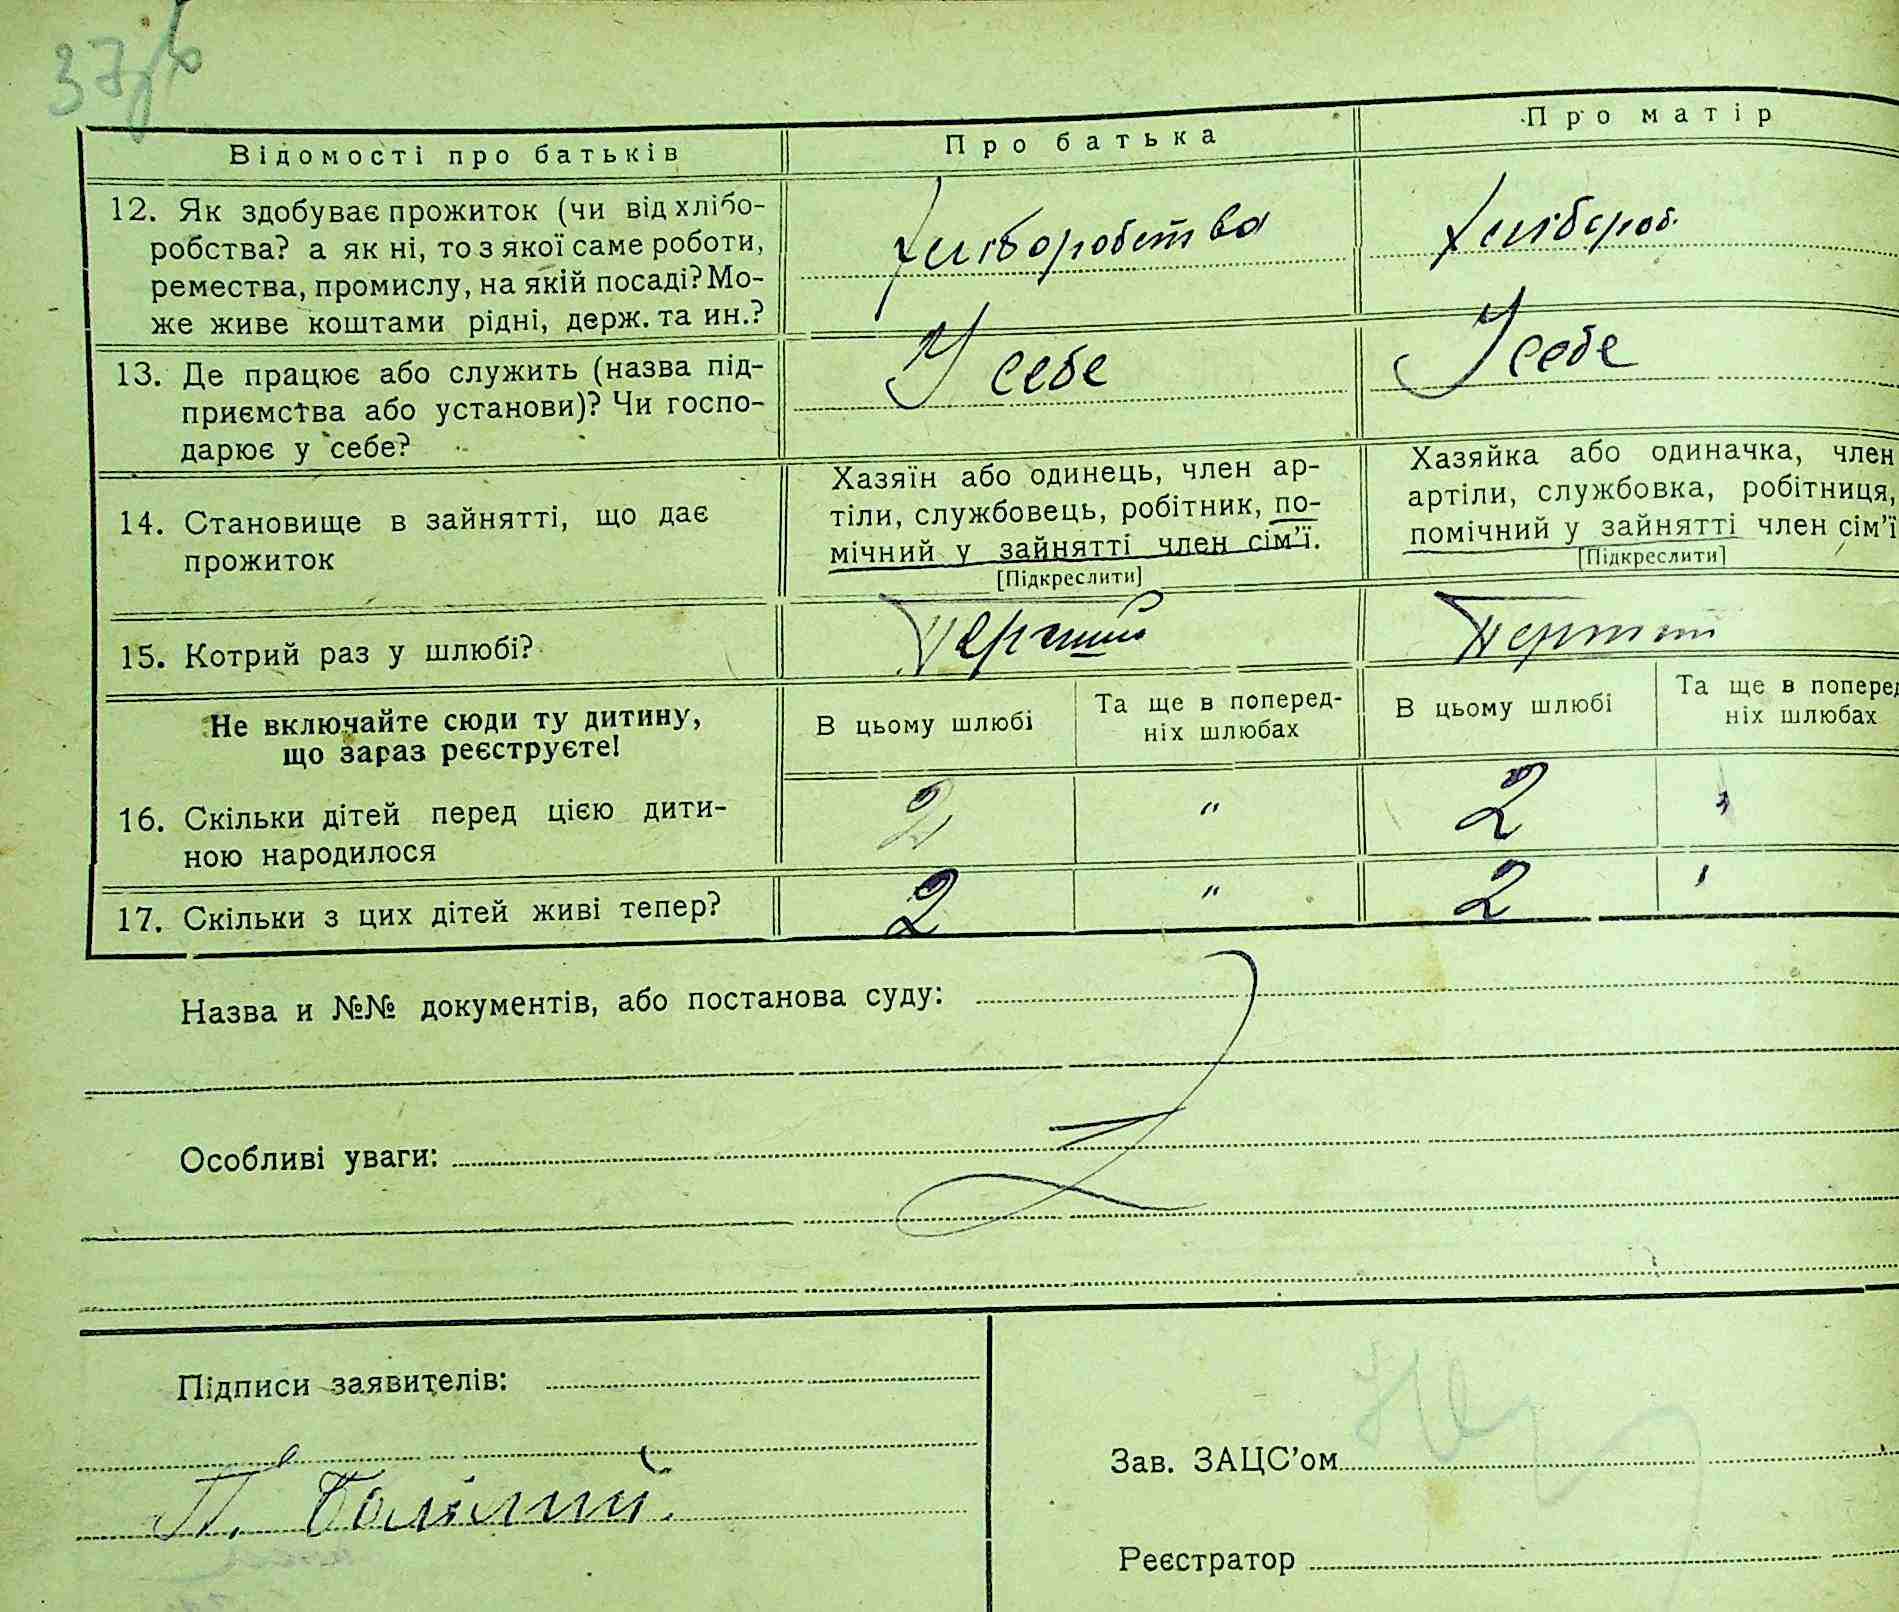 37
Відомості про батьків
Про батька
Про матір
12. Як здобуває прожиток (чи від хлібо-
робства? а як ні, то з якої саме роботи,
ремества, промислу, на якій посаді? Мо-
же живе коштами рідні, держ. та ин.?
Хліборобства
Хлібороб.
13. Де працює або служить (назва під-
приємства або установи)? Чи госпо-
дарює у себе?
У себе
У себе
14. Становище в зайнятті, що дає
прожиток
Хазяїн або одинець, член ар-
тіли, службовець, робітник, по-
мічний у зайнятті член сім'ї.
[Підкреслити]
Хазяйка або одиначка, член
артіли, службовка, робітниця,
помічний у зайнятті член сім'ї
[Підкреслити]
15. Котрий раз у шлюбі?
Перший
Перший
Не включайте сюди ту дитину,
що зараз реєструєте!
В цьому шлюбі
Та ще в поперед-
ніх шлюбах
В цьому шлюбі
Та ще в поперед
ніх шлюбах
16. Скільки дітей перед цією дити-
ною народилося
2 " 2 "
17. Скільки з цих дітей живі тепер?
2 " 2 '
Назва и №№ документів, або постанова суду:
Особливі уваги:
Підписи заявителів:
П.
Зав. ЗАЦС'ом
Реєстратор